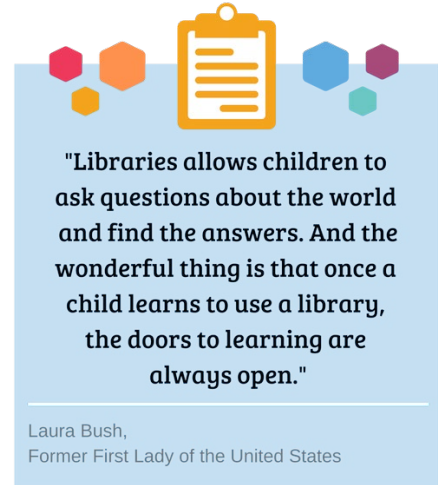 "Libraries allows children to
ask questions about the world
and find the answers. And the
wonderful thing is that once a
child learns to use a library,
the doors to learning are
always open."
Laura Bush,
Former First Lady of the United States